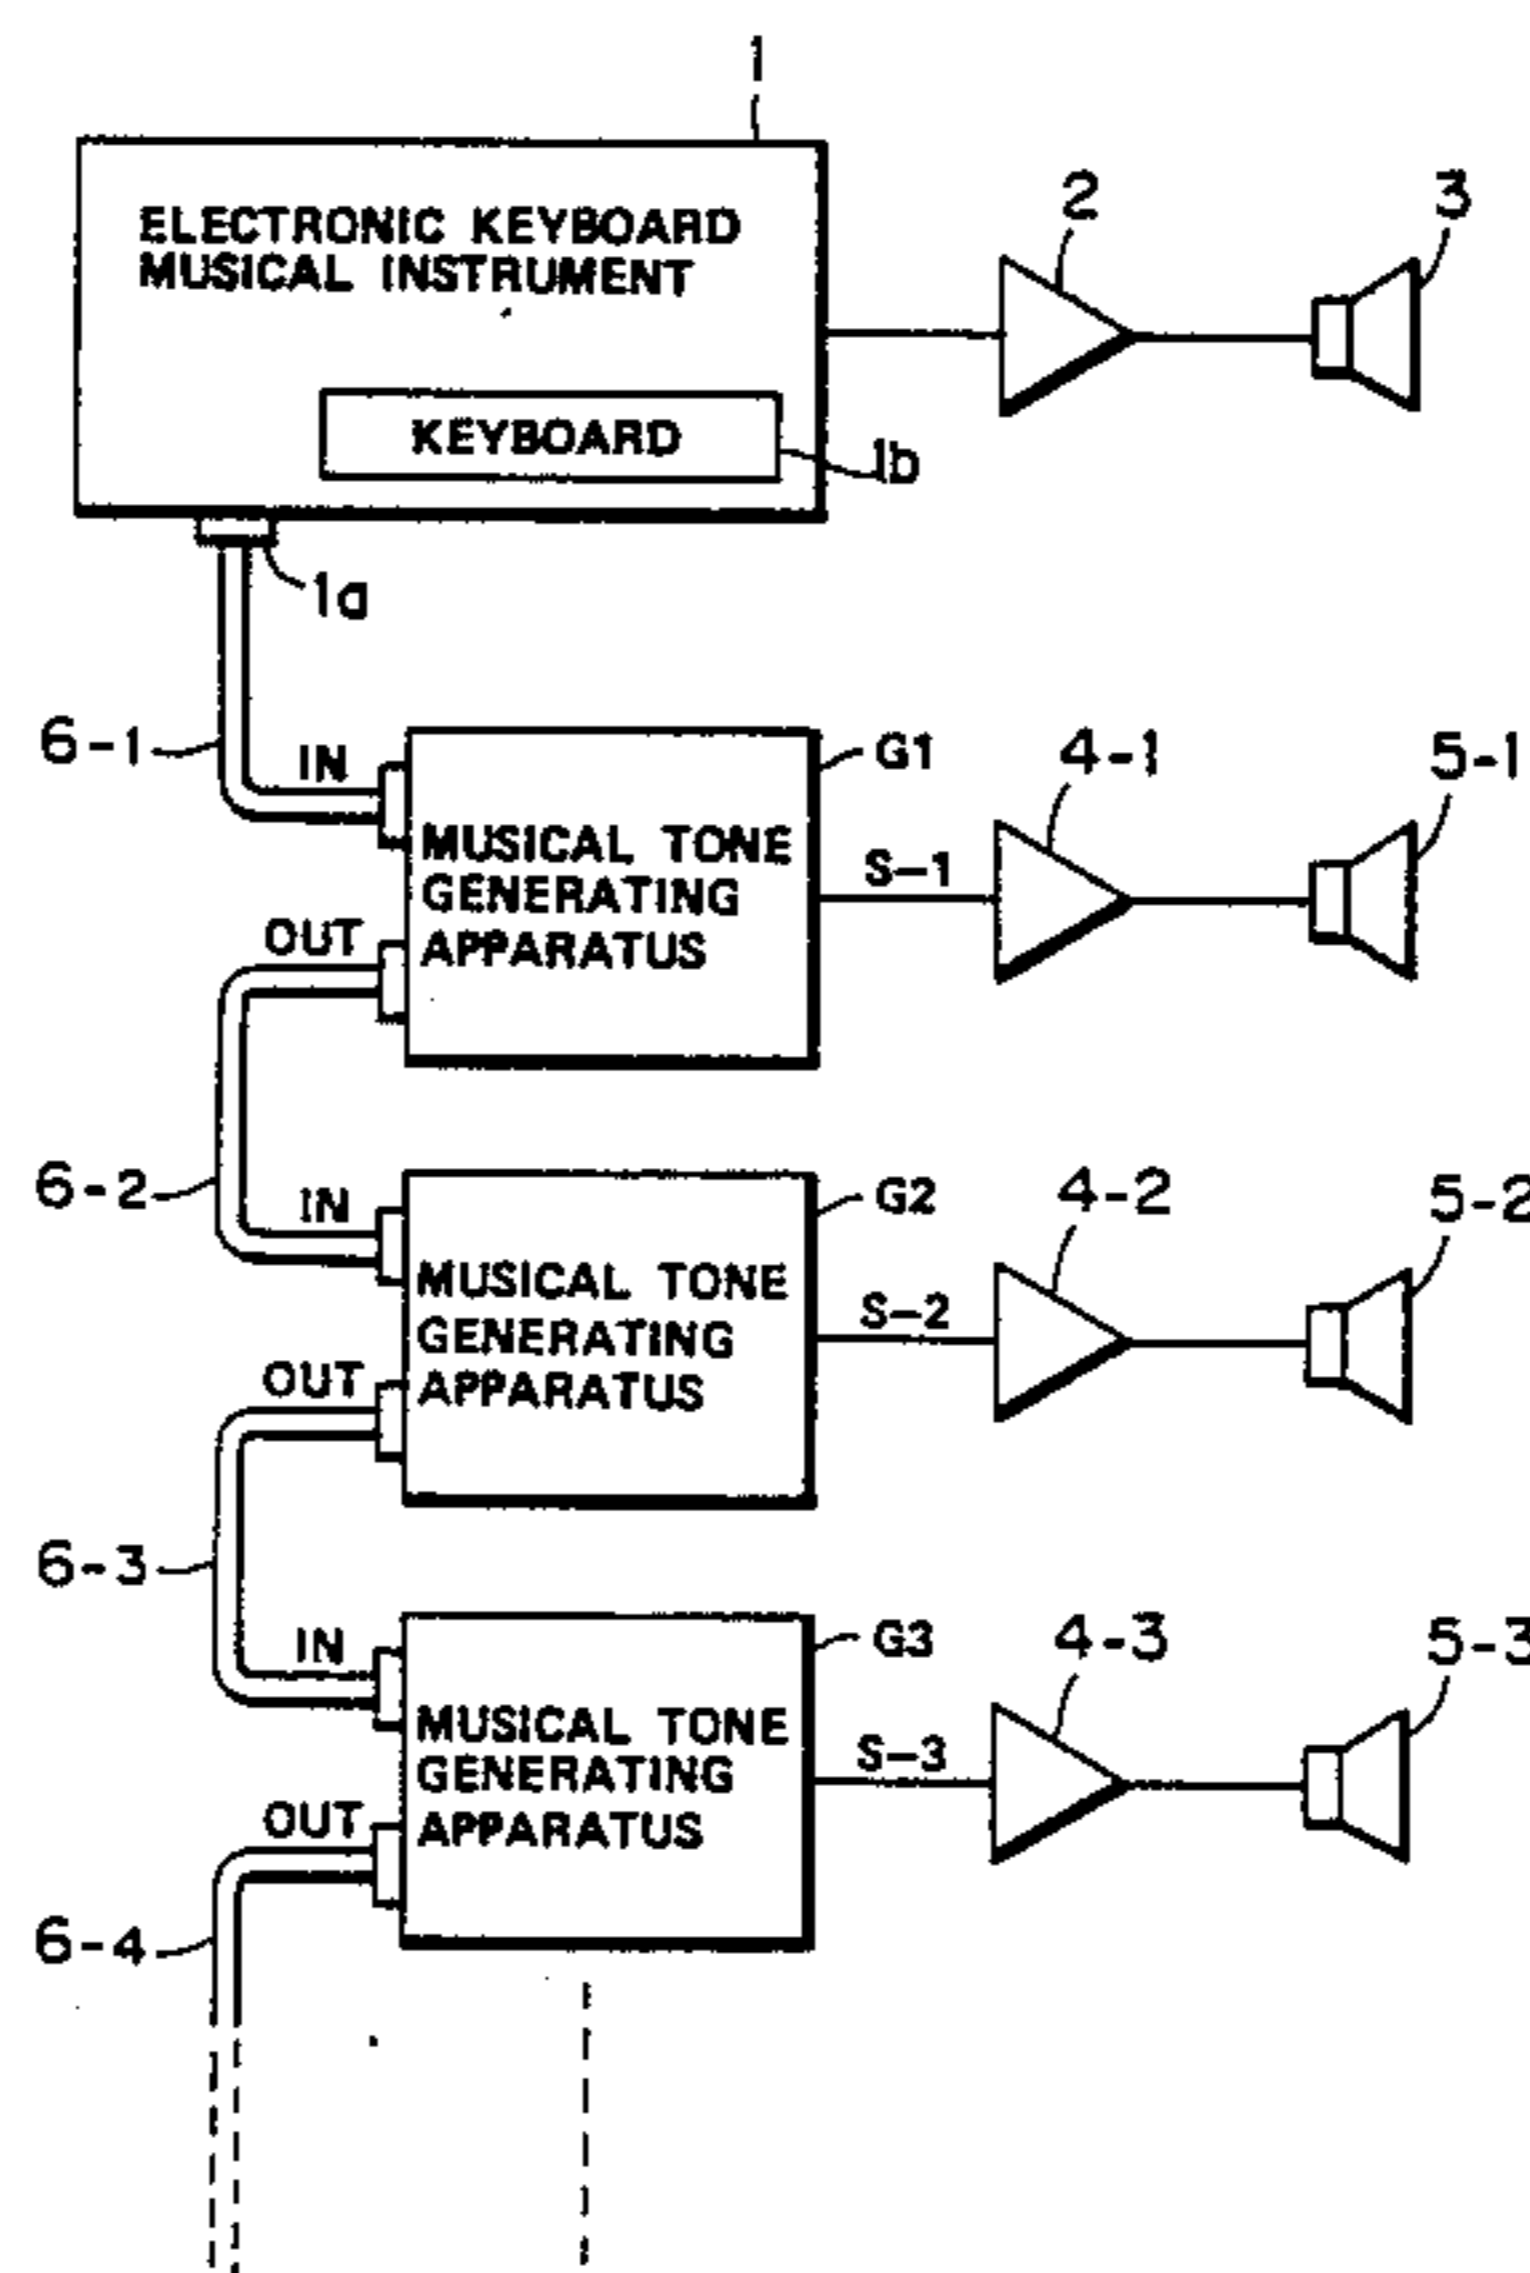 1
ELECTRONIC KEYBOARD
MUSICAL INSTRUMENT
2
3
KEYBOARD
1b
1a
6-1
IN
G1
4-1
5-1
MUSICAL TONE
S-1
GENERATING
OUT
APPARATUS
6-2
IN
G2
4-2
5-2
MUSICAL TONE
S-2
GENERATING
OUT
APPARATUS
6-3
IN
G3
4-3
5-3
MUSICAL TONE
S-3
GENERATING
OUT
APPARATUS
6-4